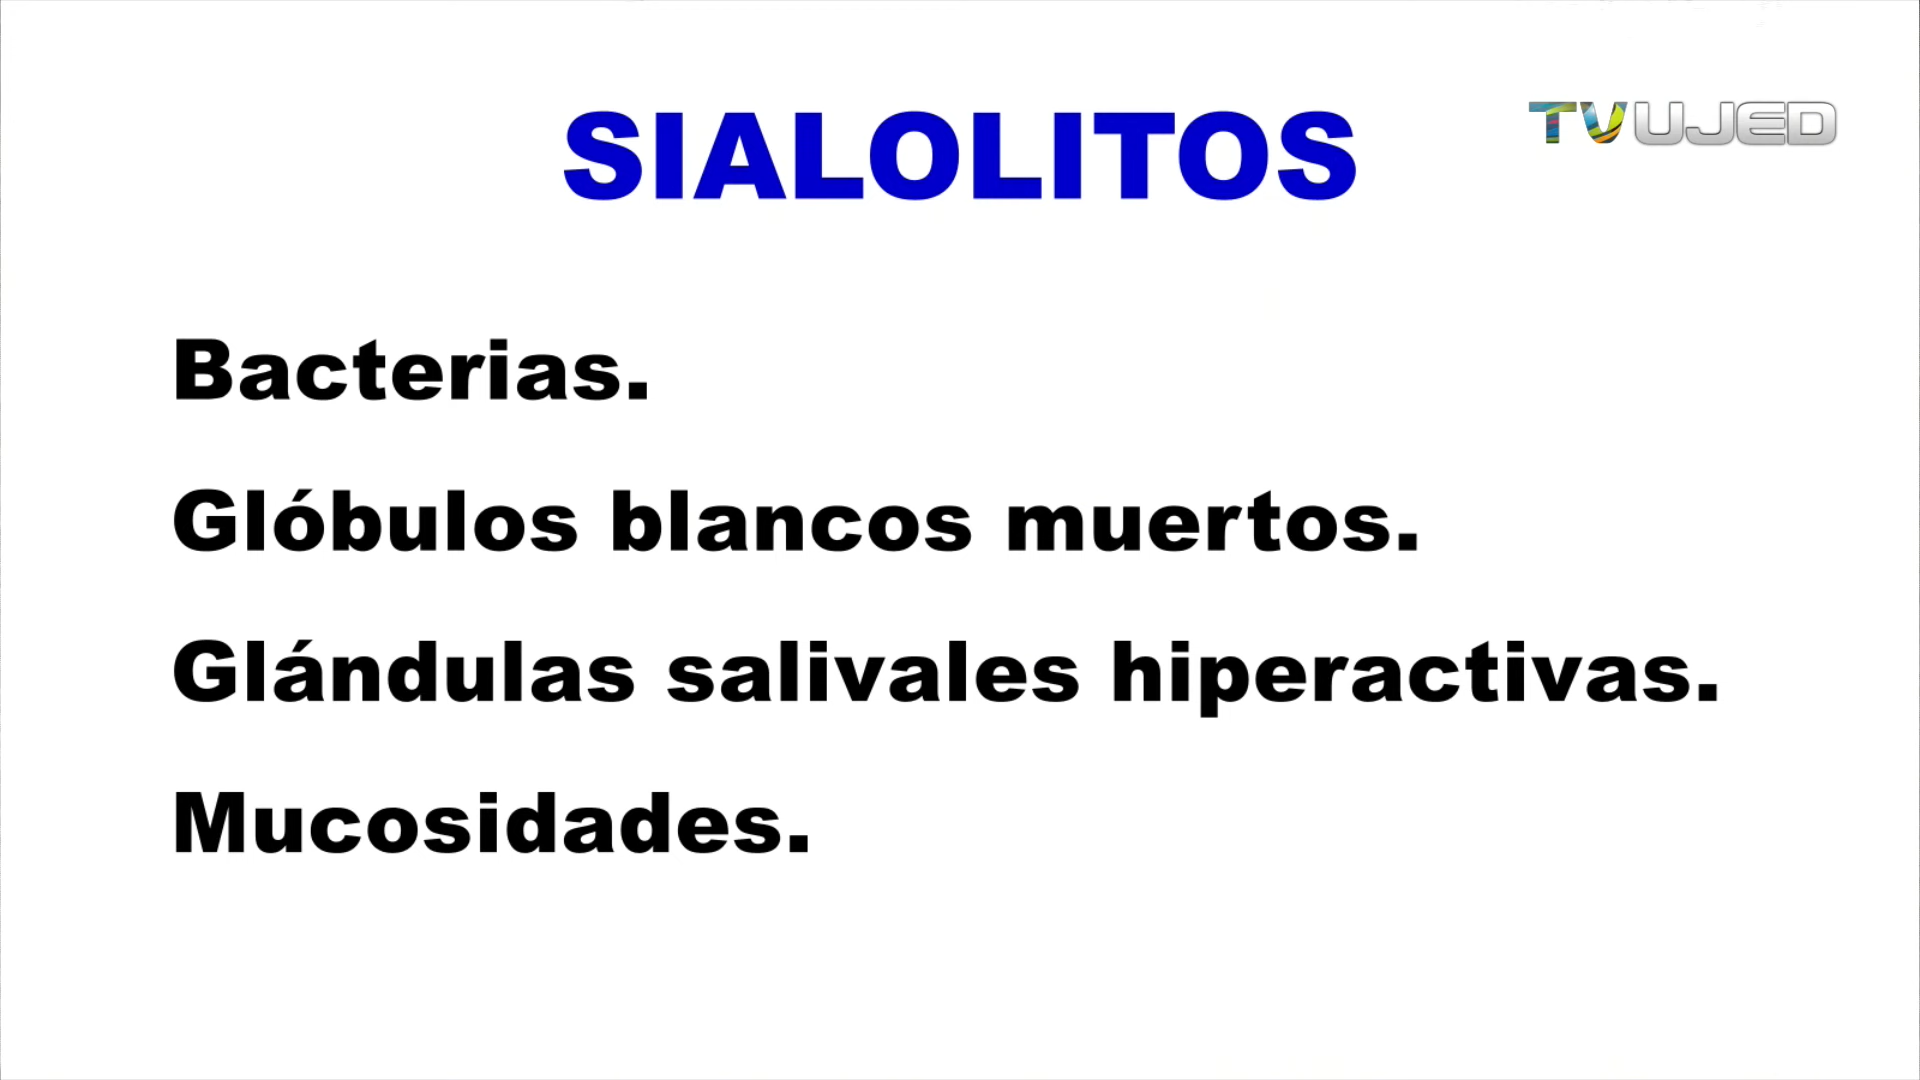 SIALOLITOS
TVUJED
Bacterias.
Glóbulos blancos muertos.
Glándulas salivales hiperactivas.
Mucosidades.